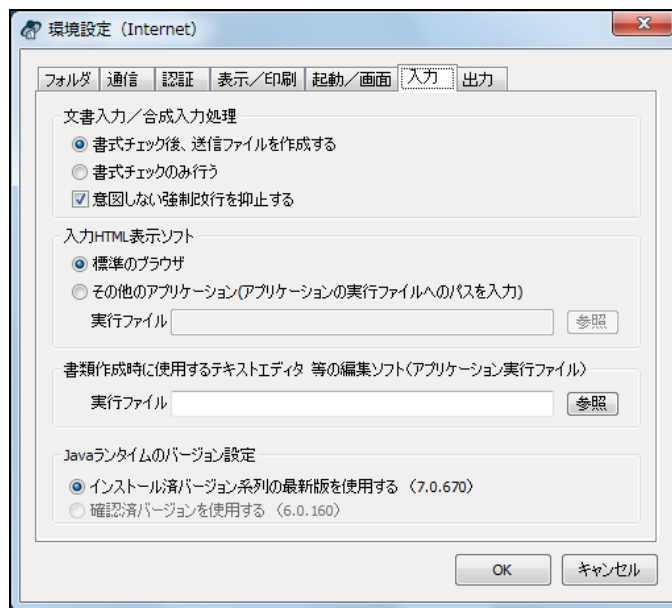 環境設定（Internet）
フォルダ 通信 認証 表示／印刷 起動／画面 入力 出力
文書入力／合成入力処理
書式チェック後、送信ファイルを作成する
書式チェックのみ行う
意図しない強制改行を抑止する
入力HTML表示ソフト
標準のブラウザ
その他のアプリケーション(アプリケーションの実行ファイルへのパスを入力)
実行ファイル 参照
書類作成時に使用するテキストエディタ 等の編集ソフト(アプリケーション実行ファイル)
実行ファイル 参照
Javaランタイムのバージョン設定
インストール済バージョン系列の最新版を使用する （7.0.670）
確認済バージョンを使用する （6.0.160）
OK キャンセル